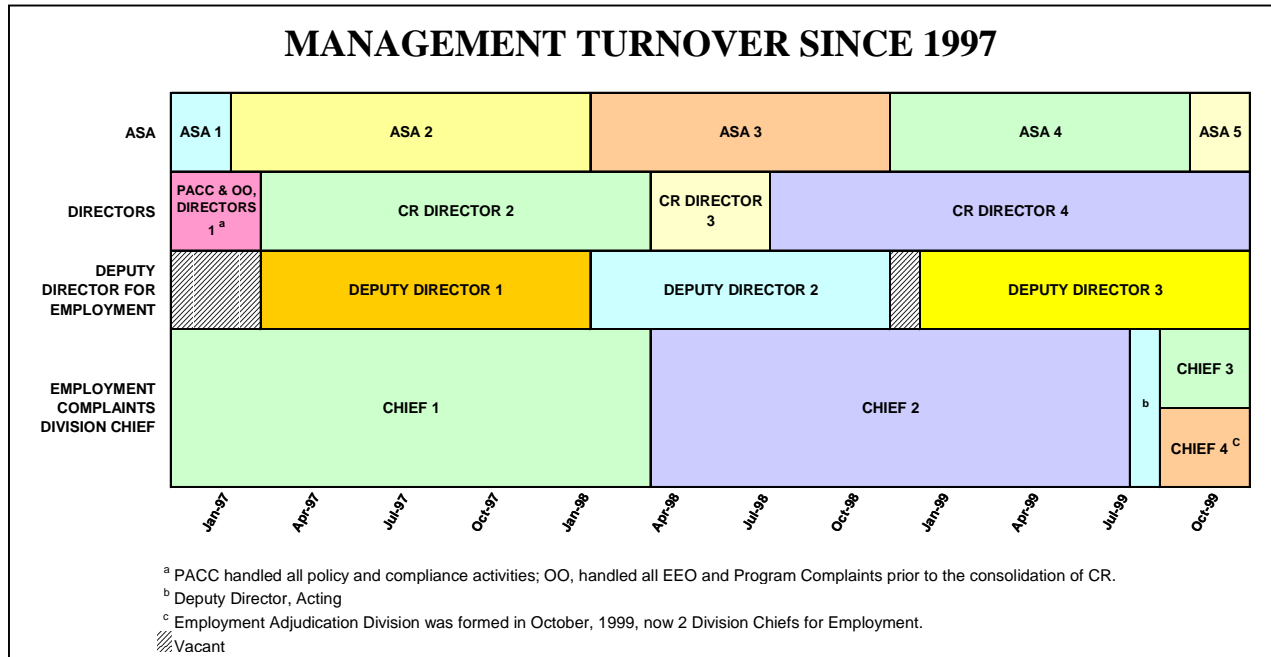 MANAGEMENT TURNOVER SINCE 1997
ASA
ASA 1
ASA 2
ASA 3
ASA 4
ASA 5
DIRECTORS
PACC & OO,
DIRECTORS
1 a
CR DIRECTOR 2
CR DIRECTOR
3
CR DIRECTOR 4
DEPUTY
DIRECTOR FOR
EMPLOYMENT
DEPUTY DIRECTOR 1
DEPUTY DIRECTOR 2
DEPUTY DIRECTOR 3
EMPLOYMENT
COMPLAINTS
DIVISION CHIEF
CHIEF 1
CHIEF 2
b
CHIEF 3
CHIEF 4 C
Jan-97
Apr-97
Jul-97
Oct-97
Jan-98
Apr-98
Jul-98
Oct-98
Jan-99
Apr-99
Jul-99
Oct-99
a PACC handled all policy and compliance activities; OO, handled all EEO and Program Complaints prior to the consolidation of CR.
b Deputy Director, Acting
c Employment Adjudication Division was formed in October, 1999, now 2 Division Chiefs for Employment.
Vacant